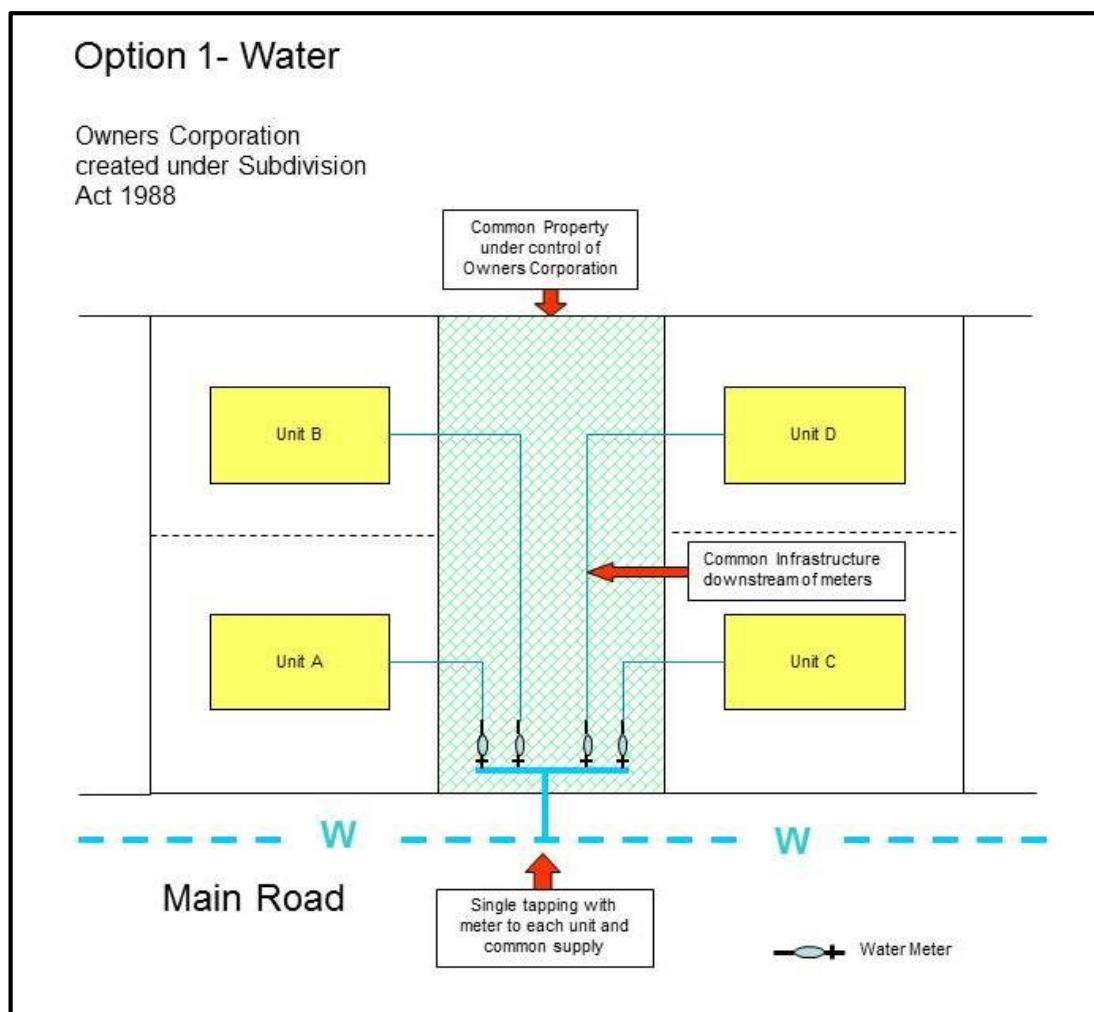 Option 1- Water
Owners Corporation
created under Subdivision
Act 1988
Common Property
under control of
Owners Corporation
Unit B
Unit D
Common Infrastructure
downstream of meters
Unit A
Unit C
W
W
Main Road
Single tapping with
meter to each unit and
common supply
Water Meter